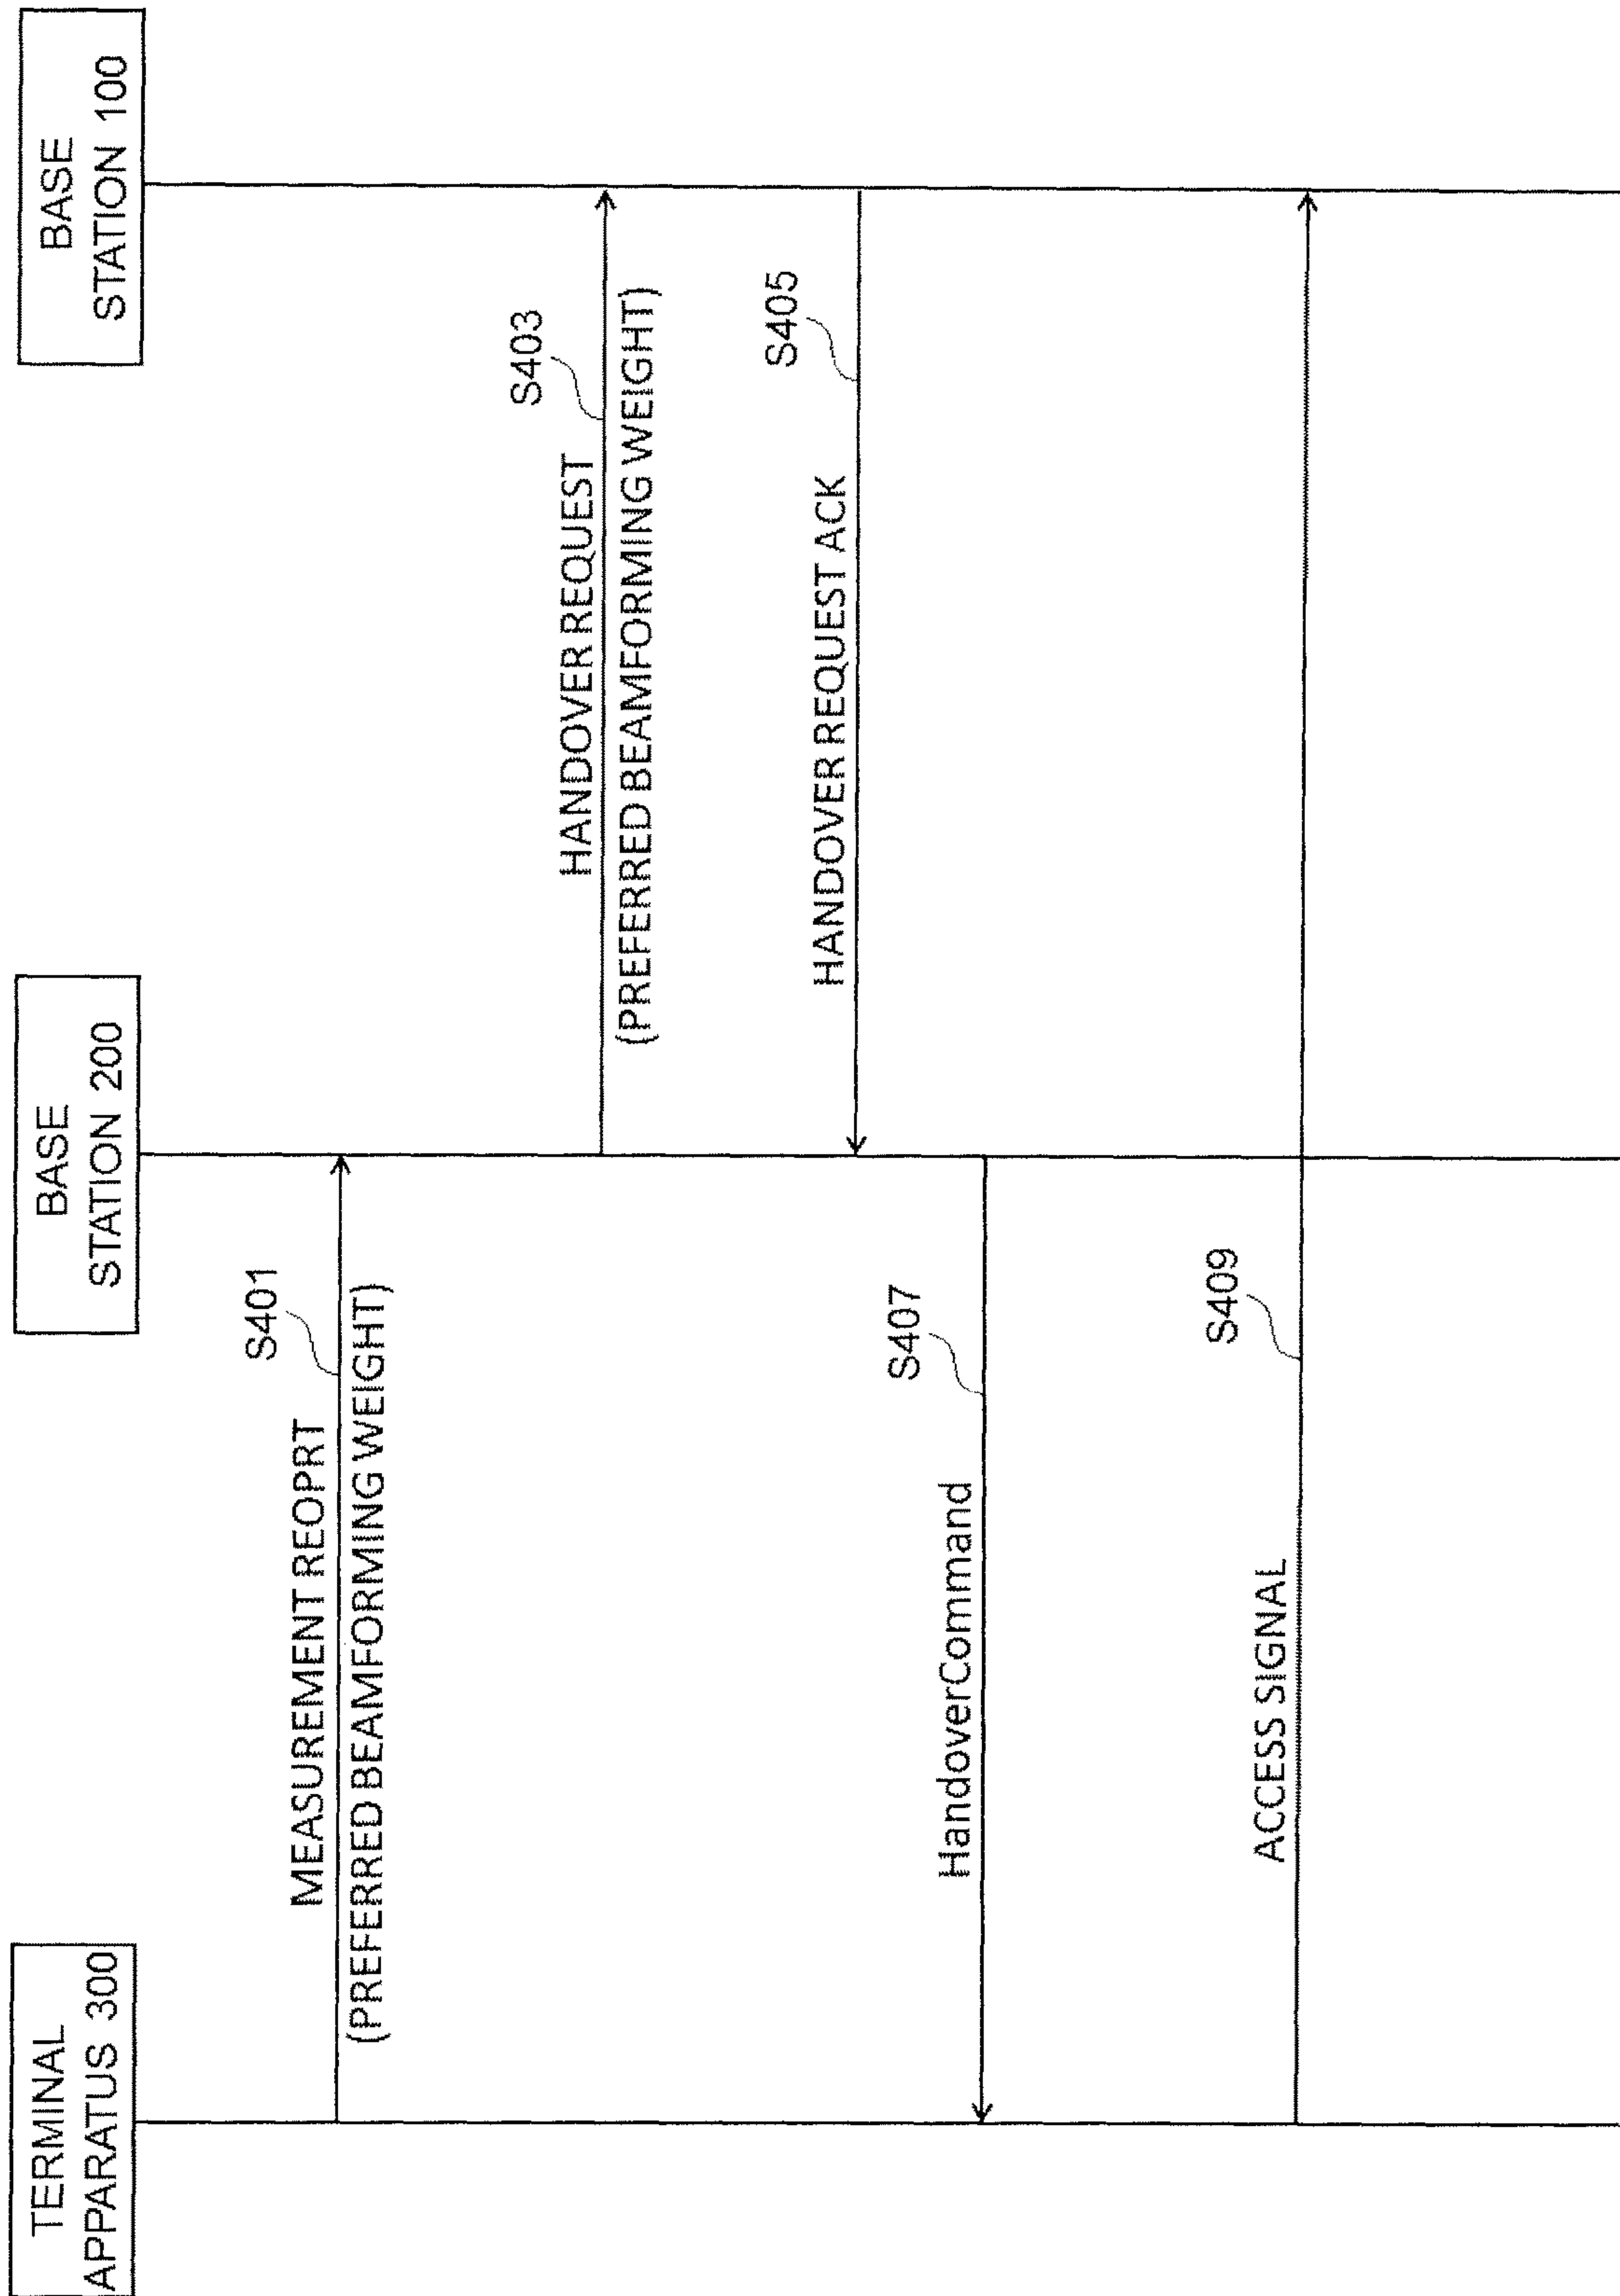 TERMINAL
APPARATUS 300
BASE
STATION 200
BASE
STATION 100
S401
MEASUREMENT REOPRT
(PREFERRED BEAMFORMING WEIGHT)
S403
HANDOVER REQUEST
(PREFERRED BEAMFORMING WEIGHT)
S405
HANDOVER REQUEST ACK
S407
HandoverCommand
S409
ACCESS SIGNAL